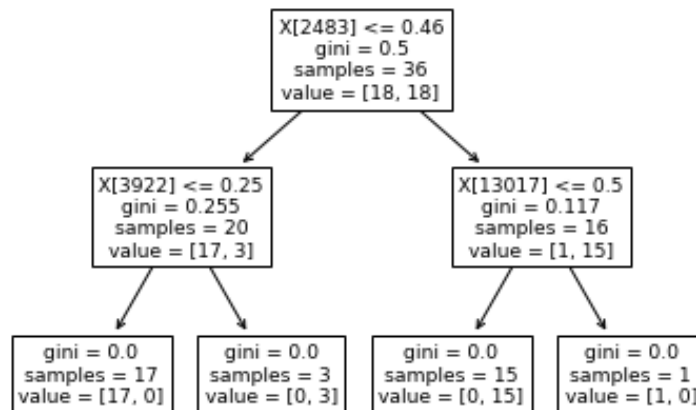 X[2483] <= 0.46
gini = 0.5
samples = 36
value = [18, 18]
X[3922] <= 0.25
gini = 0.255
samples = 20
value = [17, 3]
X[13017] <= 0.5
gini = 0.117
samples = 16
value = [1, 15]
gini = 0.0
samples = 17
value = [17, 0]
gini = 0.0
samples = 3
value = [0, 3]
gini = 0.0
samples = 15
value = [0, 15]
gini = 0.0
samples = 1
value = [1, 0]